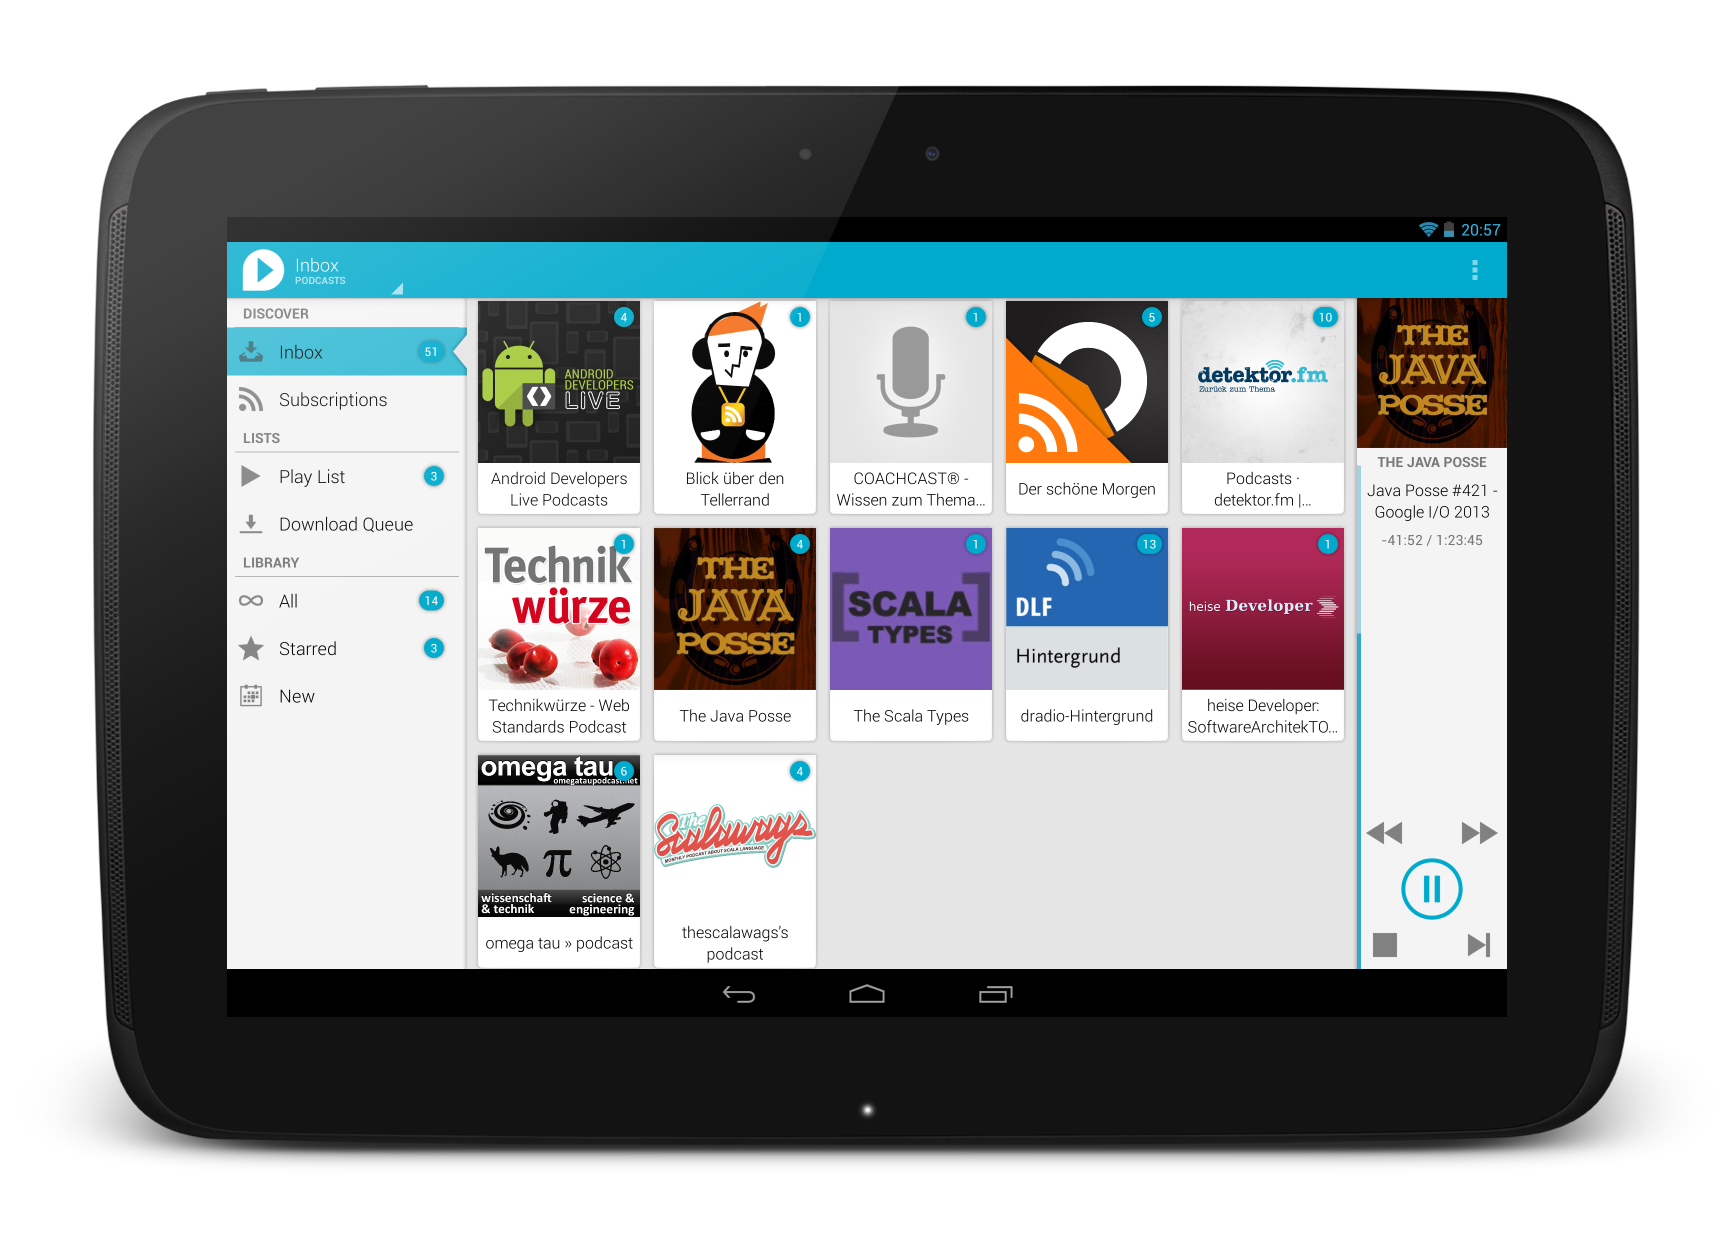 20:57
Inbox
PODCASTS
DISCOVER
Inbox
51
Subscriptions
LISTS
Play List
3
Download Queue
LIBRARY
All
14
Starred
3
New
4
ANDROID
DEVELOPERS
LIVE
Android Developers
Live Podcasts
1
Blick über den
Tellerrand
1
COACHCAST® -
Wissen zum Thema...
5
Der schöne Morgen
10
detektor.fm
Zurück zum Thema
Podcasts ·
detektor.fm |...
1
Technik
würze
Technikwürze - Web
Standards Podcast
4
THE
JAVA
POSSE
The Java Posse
1
[SCALA
TYPES]
The Scala Types
13
DLF
Hintergrund
dradio-Hintergrund
1
heise Developer
heise Developer:
SoftwareArchitekTO...
6
omega tau
omegataupodcast.net
wissenschaft
& technik
science &
engineering
omega tau » podcast
4
The
Scalawags
MONTHLY PODCAST ABOUT SCALA LANGUAGE
thescalawags's
podcast
THE
JAVA
POSSE
THE JAVA POSSE
Java Posse #421 -
Google I/O 2013
-41:52 / 1:23:45